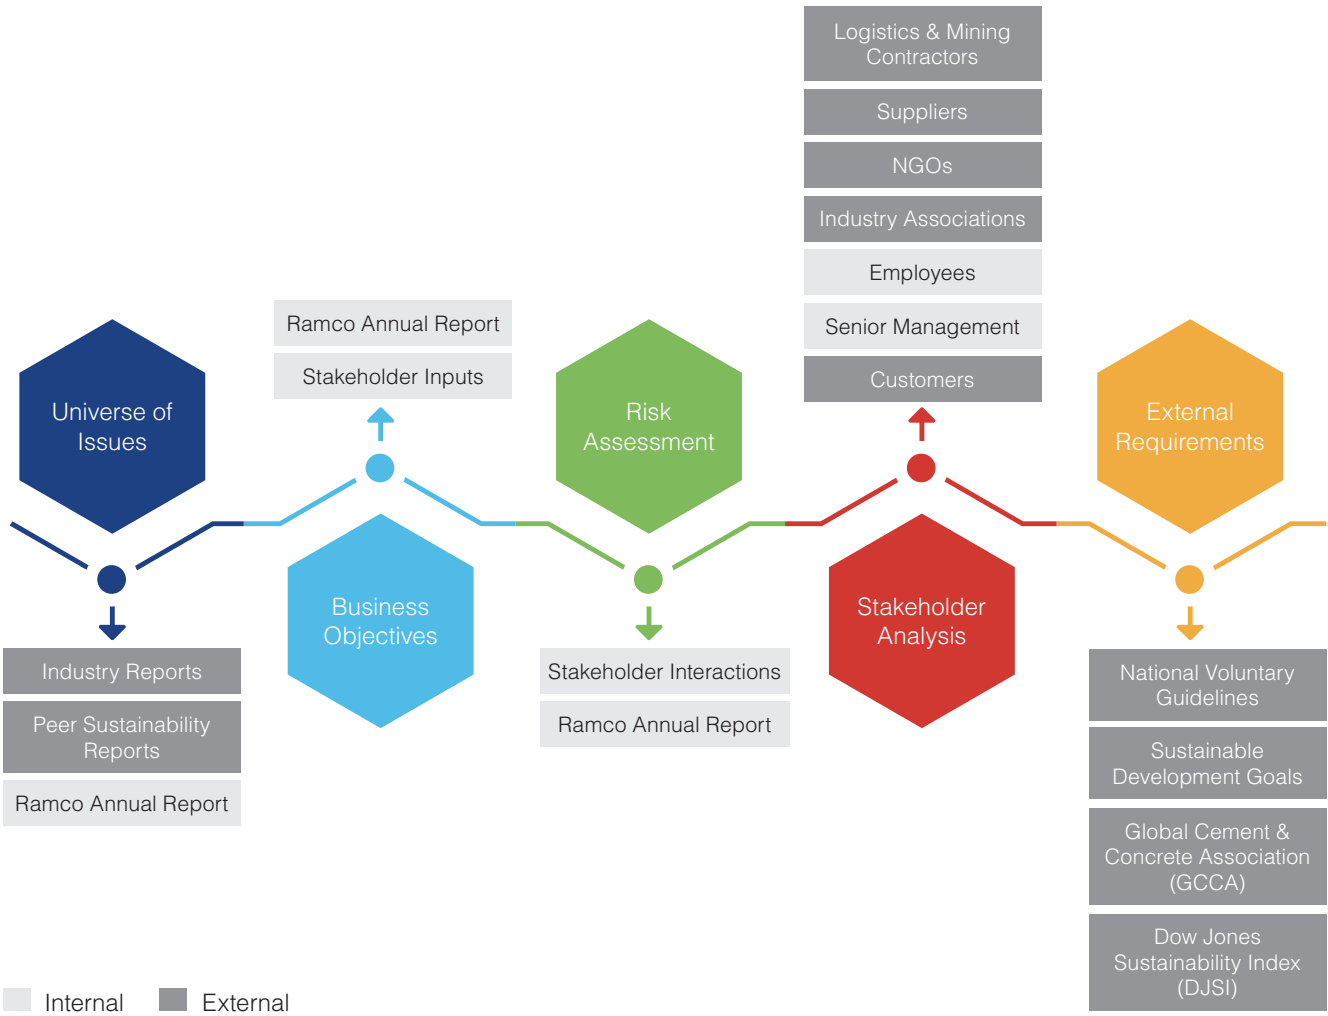 Universe of
Issues
Industry Reports
Peer Sustainability
Reports
Ramco Annual Report
Ramco Annual Report
Stakeholder Inputs
Business
Objectives
Risk
Assessment
Stakeholder Interactions
Ramco Annual Report
Logistics & Mining
Contractors
Suppliers
NGOs
Industry Associations
Employees
Senior Management
Customers
Stakeholder
Analysis
External
Requirements
National Voluntary
Guidelines
Sustainable
Development Goals
Global Cement &
Concrete Association
(GCCA)
Dow Jones
Sustainability Index
(DJSI)
Internal
External